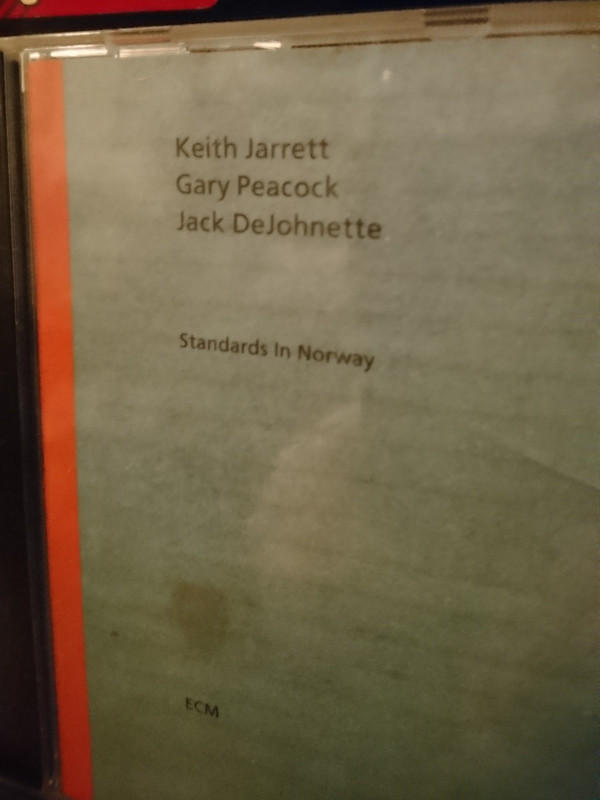 Keith Jarrett
Gary Peacock
Jack DeJohnette
Standards In Norway
ECM